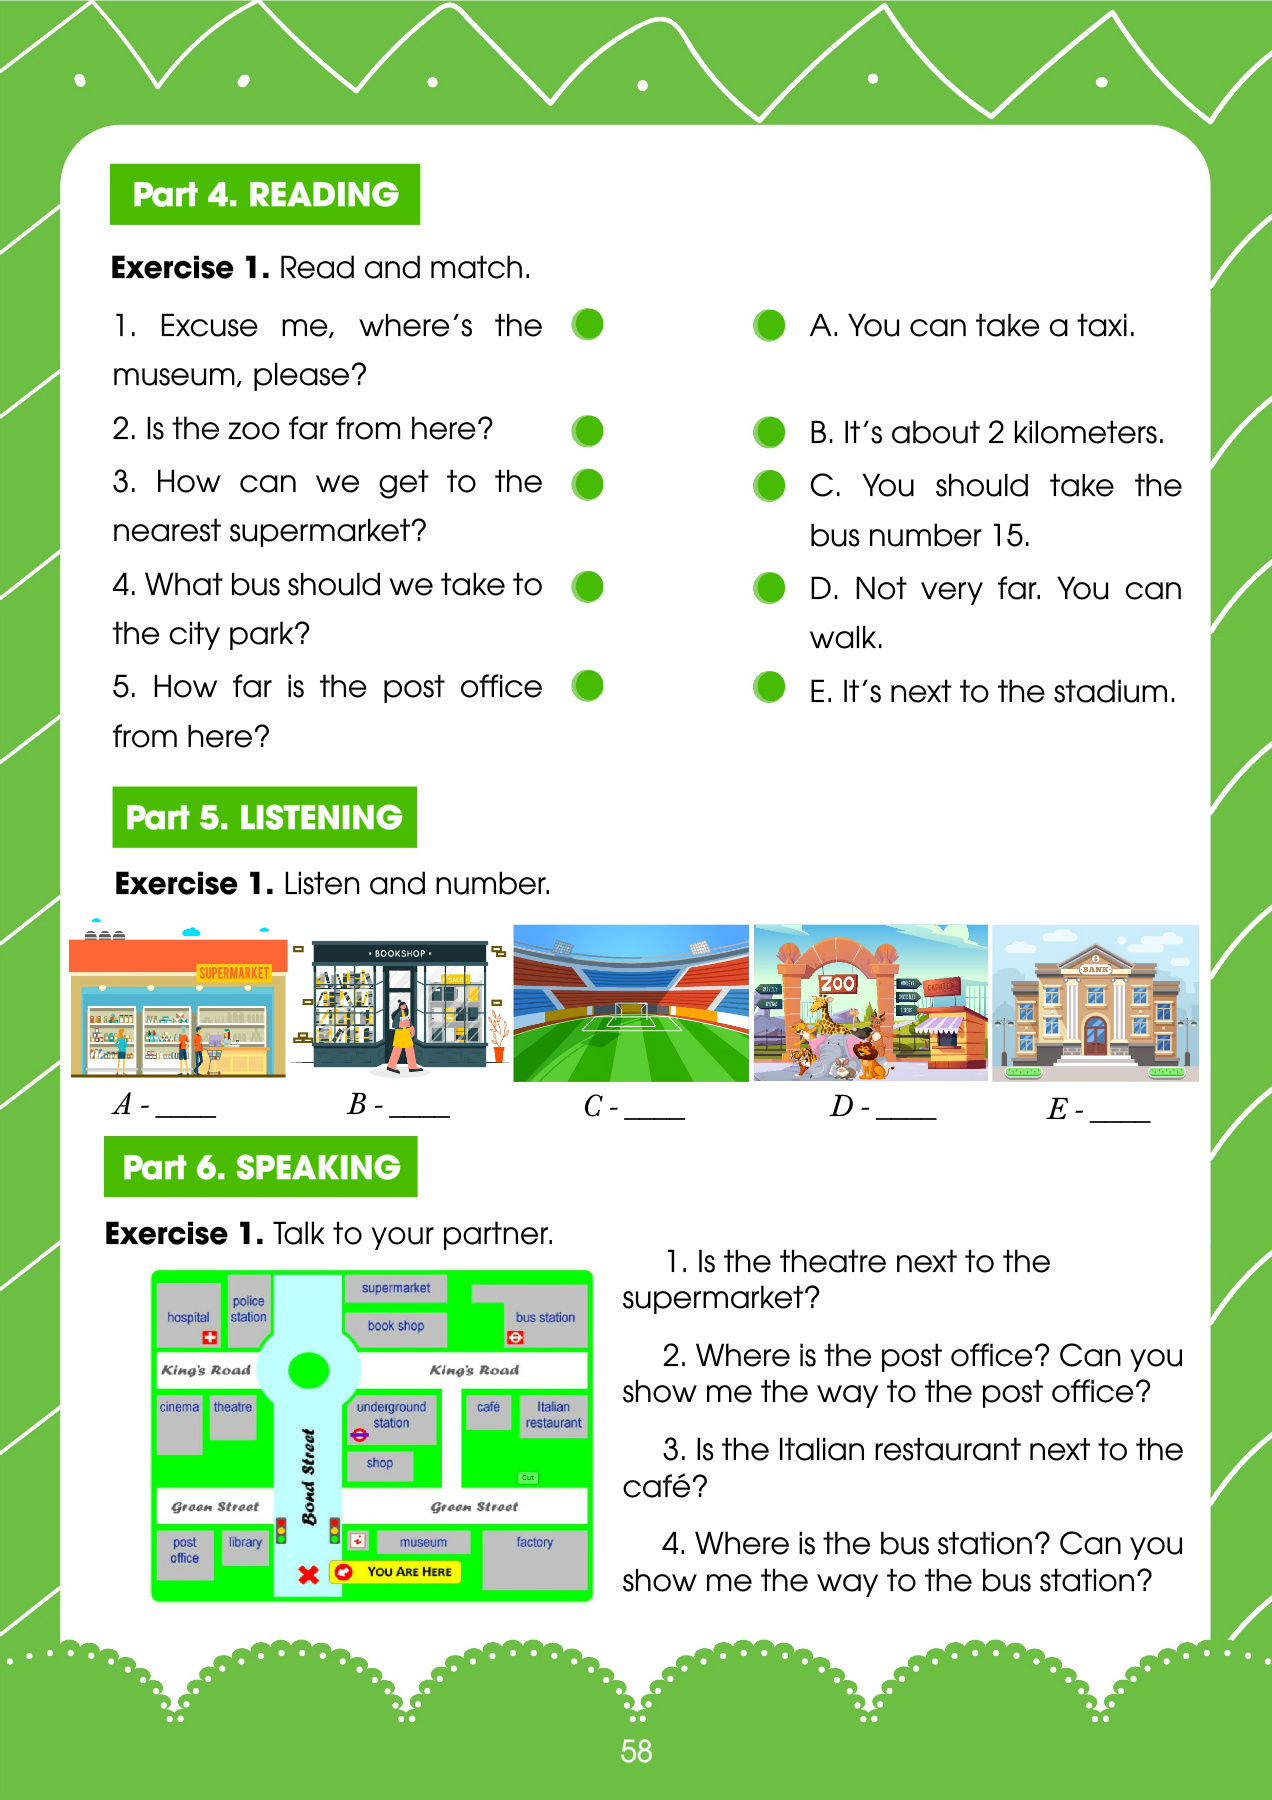 Part 4. READING
Exercise 1. Read and match.
1. Excuse me, where's the
museum, please?
2. Is the zoo far from here?
3. How can we get to the
nearest supermarket?
4. What bus should we take to
the city park?
5. How far is the post office
from here?
A. You can take a taxi.
B. It's about 2 kilometers.
C. You should take the
bus number 15.
D. Not very far. You can
walk.
E. It's next to the stadium.
Part 5. LISTENING
Exercise 1. Listen and number.
SUPERMARKET
• BOOKSHOP •
SALE
ZOO
BANK
A - ____
B - ____
C - ____
D - ____
E - ____
Part 6. SPEAKING
Exercise 1. Talk to your partner.
hospital
police
station
supermarket
book shop
bus station
King's Road
King's Road
cinema
theatre
underground
station
café
Italian
restaurant
shop
Cut
Bond Street
Green Street
Green Street
post
office
library
museum
factory
YOU ARE HERE
1. Is the theatre next to the
supermarket?
2. Where is the post office? Can you
show me the way to the post office?
3. Is the Italian restaurant next to the
café?
4. Where is the bus station? Can you
show me the way to the bus station?
58